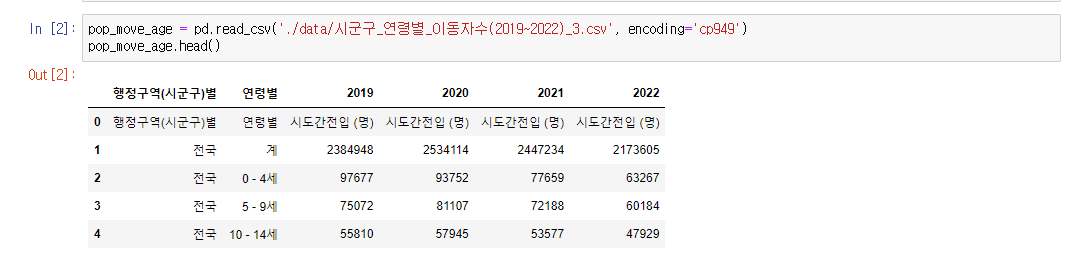 In [2]: pop_move_age = pd.read_csv('./data/시군구_연령별_이동자수(2019~2022)_3.csv', encoding='cp949')
pop_move_age.head()
Out[2]:
행정구역(시군구)별 연령별 2019 2020 2021 2022
0 행정구역(시군구)별 연령별 시도간전입 (명) 시도간전입 (명) 시도간전입 (명) 시도간전입 (명)
1 전국 계 2384948 2534114 2447234 2173605
2 전국 0 - 4세 97677 93752 77659 63267
3 전국 5 - 9세 75072 81107 72188 60184
4 전국 10 - 14세 55810 57945 53577 47929